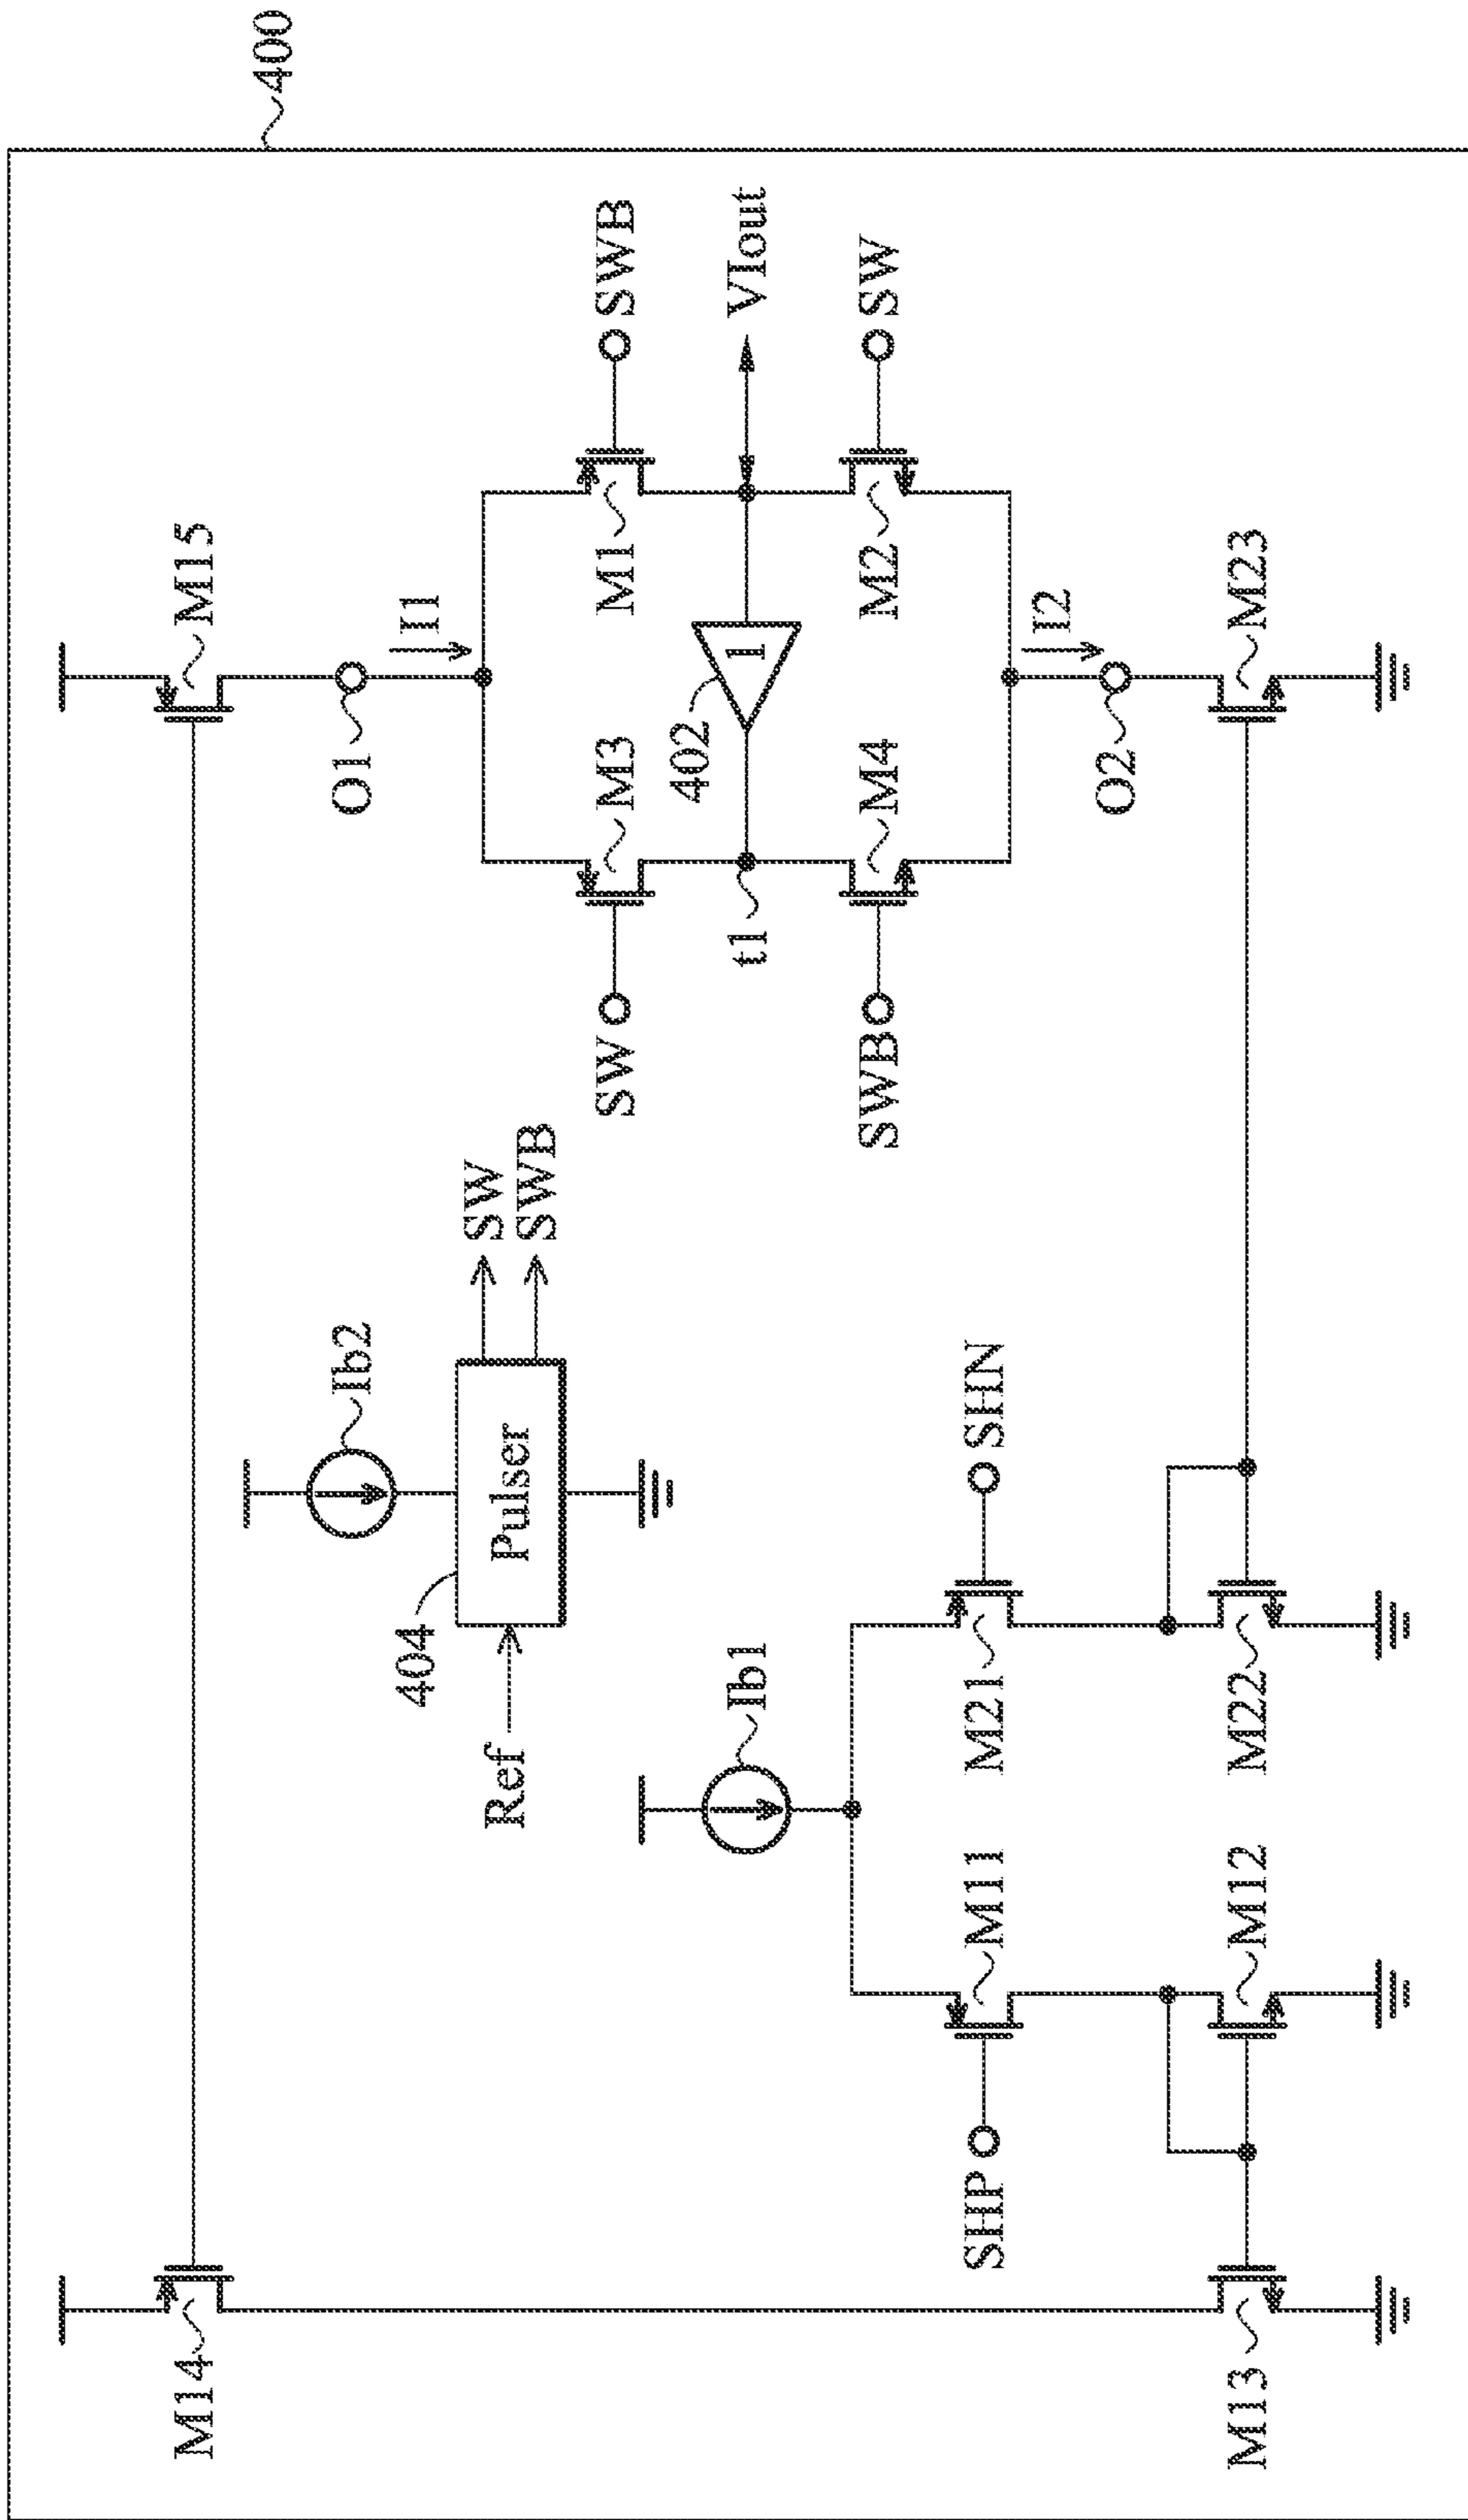 400
M14
M15
O1
I1
SW
M3
M1
SWB
402
1
VIout
t1
SWB
M4
M2
SW
I2
O2
M23
Ib2
404
Ref
Pulser
SW
SWB
Ib1
SHP
M11
M21
SHN
M13
M12
M22